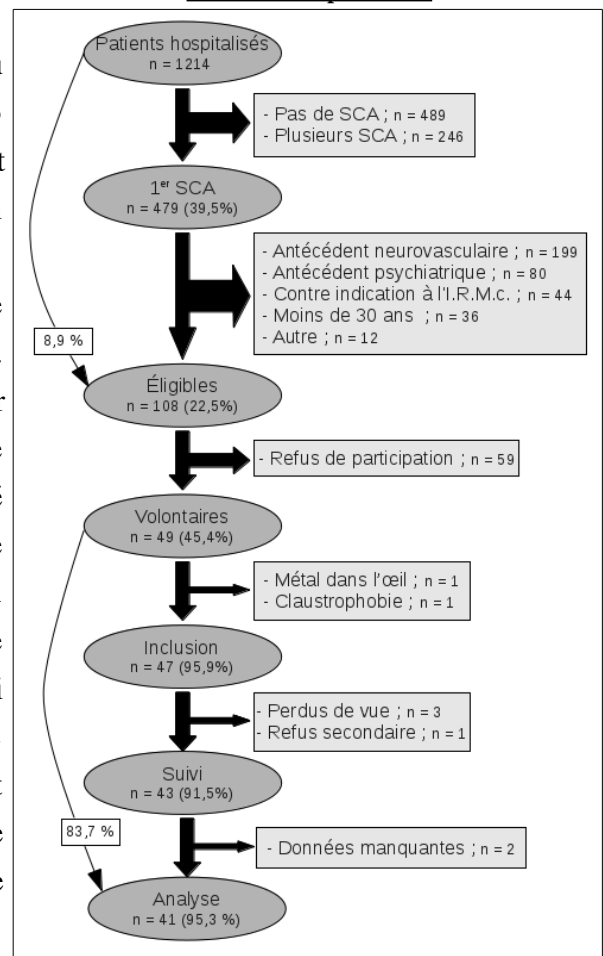 Patients hospitalisés
n = 1214
- Pas de SCA ; n = 489
- Plusieurs SCA ; n = 246
1er SCA
n = 479 (39,5%)
- Antécédent neurovasculaire ; n = 199
- Antécédent psychiatrique ; n = 80
- Contre indication à l'I.R.M.c. ; n = 44
- Moins de 30 ans ; n = 36
- Autre ; n = 12
8,9 %
Éligibles
n = 108 (22,5%)
- Refus de participation ; n = 59
Volontaires
n = 49 (45,4%)
- Métal dans l'œil ; n = 1
- Claustrophobie ; n = 1
Inclusion
n = 47 (95,9%)
- Perdus de vue ; n = 3
- Refus secondaire ; n = 1
Suivi
n = 43 (91,5%)
83,7 %
- Données manquantes ; n = 2
Analyse
n = 41 (95,3 %)